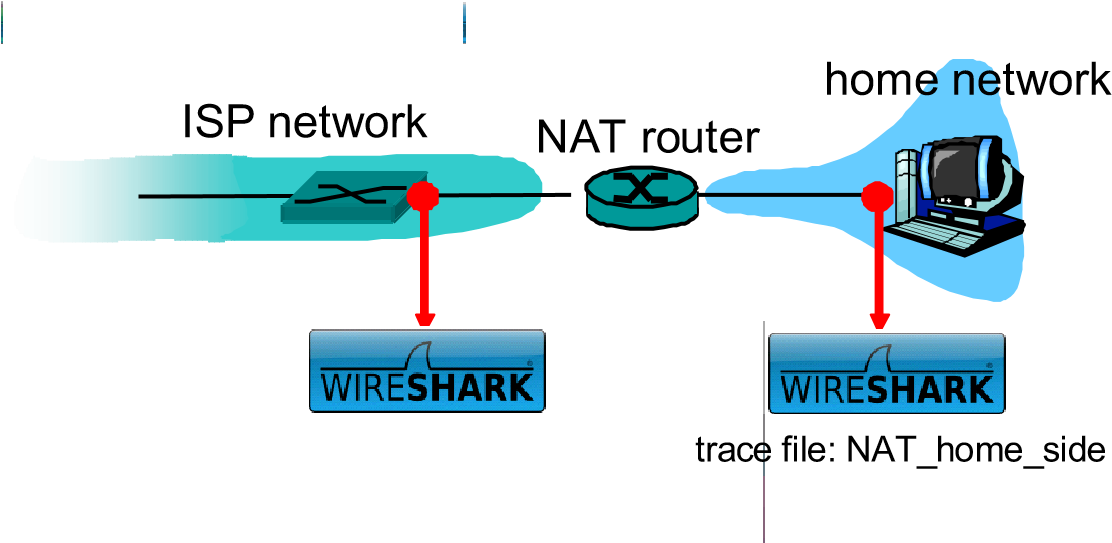 home network
ISP network
NAT router
WIRESHARK
WIRESHARK
trace file: NAT_home_side